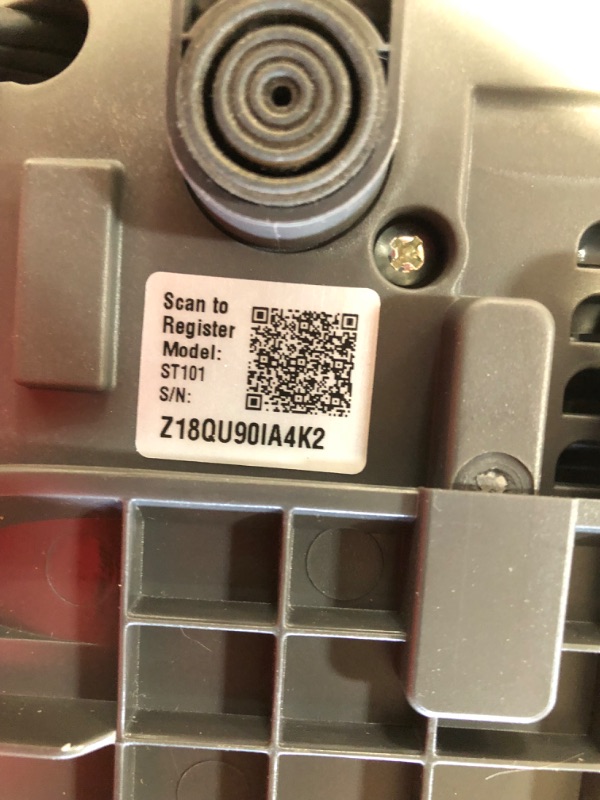 Scan to
Register
Model:
ST101
S/N:
Z18QU90IA4K2